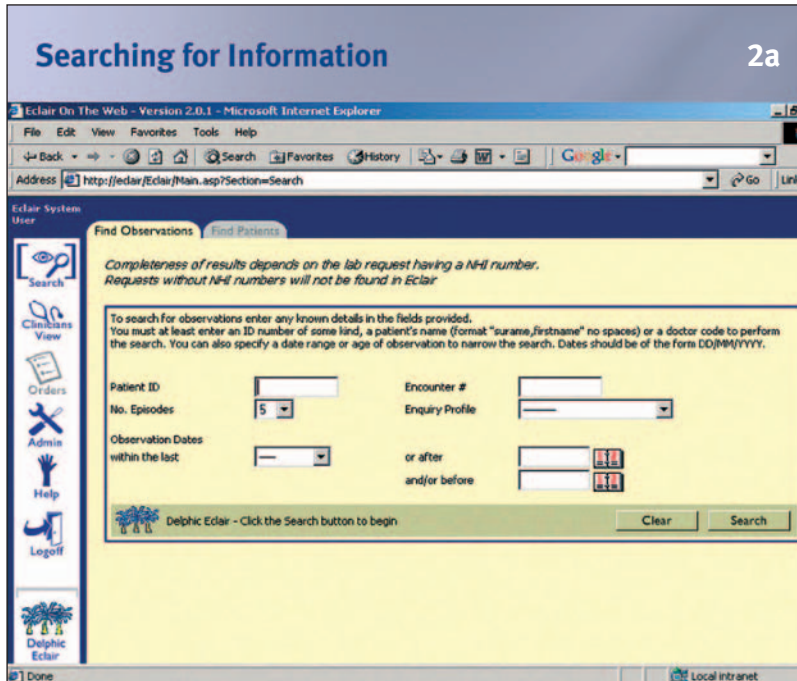 Searching for Information 2a
Eclair On The Web - Version 2.0.1 - Microsoft Internet Explorer
File Edit View Favorites Tools Help
Back Search Favorites History Google
Address http://eclair/Eclair/Main.asp?Section=Search Go Link
Eclair System
User
Find Observations Find Patients
Completeness of results depends on the lab request having a NHI number.
Requests without NHI numbers will not be found in Eclair
Search
Clinicians
View
Orders
Admin
Help
Logoff
Delphic
Eclair
To search for observations enter any known details in the fields provided.
You must at least enter an ID number of some kind, a patient's name (format "surame,firstname" no spaces) or a doctor code to perform
the search. You can also specify a date range or age of observation to narrow the search. Dates should be of the form DD/MM/YYYY.
Patient ID Encounter #
No. Episodes 5 Enquiry Profile
Observation Dates
within the last or after
and/or before
Delphic Eclair - Click the Search button to begin Clear Search
Done Local intranet